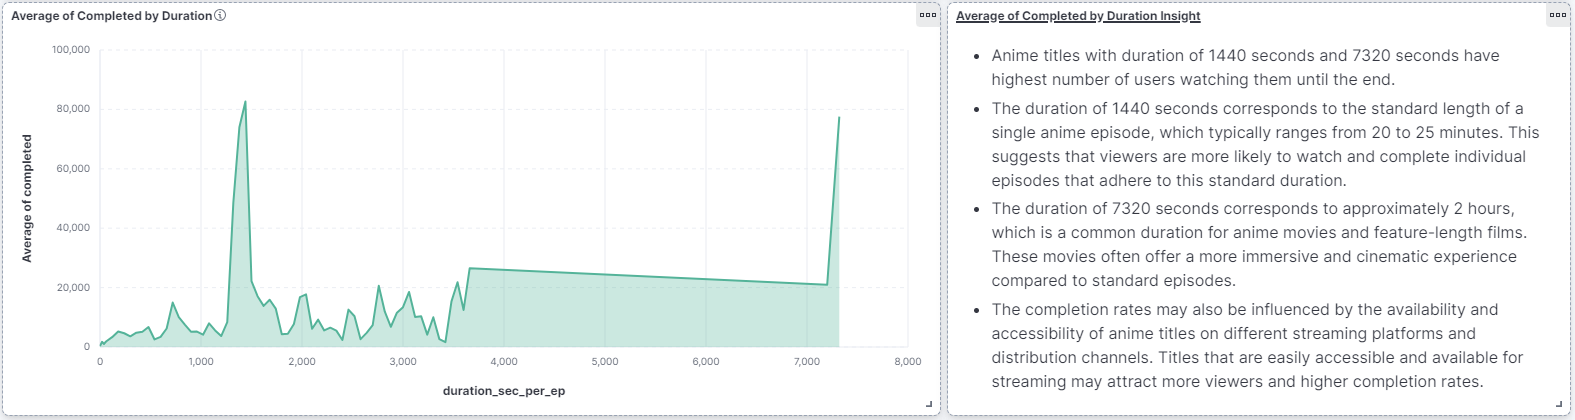 Average of Completed by Duration
100,000
80,000
60,000
40,000
20,000
0
Average of completed
0
1,000
2,000
3,000
4,000
5,000
6,000
7,000
8,000
duration_sec_per_ep
Average of Completed by Duration Insight
• Anime titles with duration of 1440 seconds and 7320 seconds have
highest number of users watching them until the end.
• The duration of 1440 seconds corresponds to the standard length of a
single anime episode, which typically ranges from 20 to 25 minutes. This
suggests that viewers are more likely to watch and complete individual
episodes that adhere to this standard duration.
• The duration of 7320 seconds corresponds to approximately 2 hours,
which is a common duration for anime movies and feature-length films.
These movies often offer a more immersive and cinematic experience
compared to standard episodes.
• The completion rates may also be influenced by the availability and
accessibility of anime titles on different streaming platforms and
distribution channels. Titles that are easily accessible and available for
streaming may attract more viewers and higher completion rates.